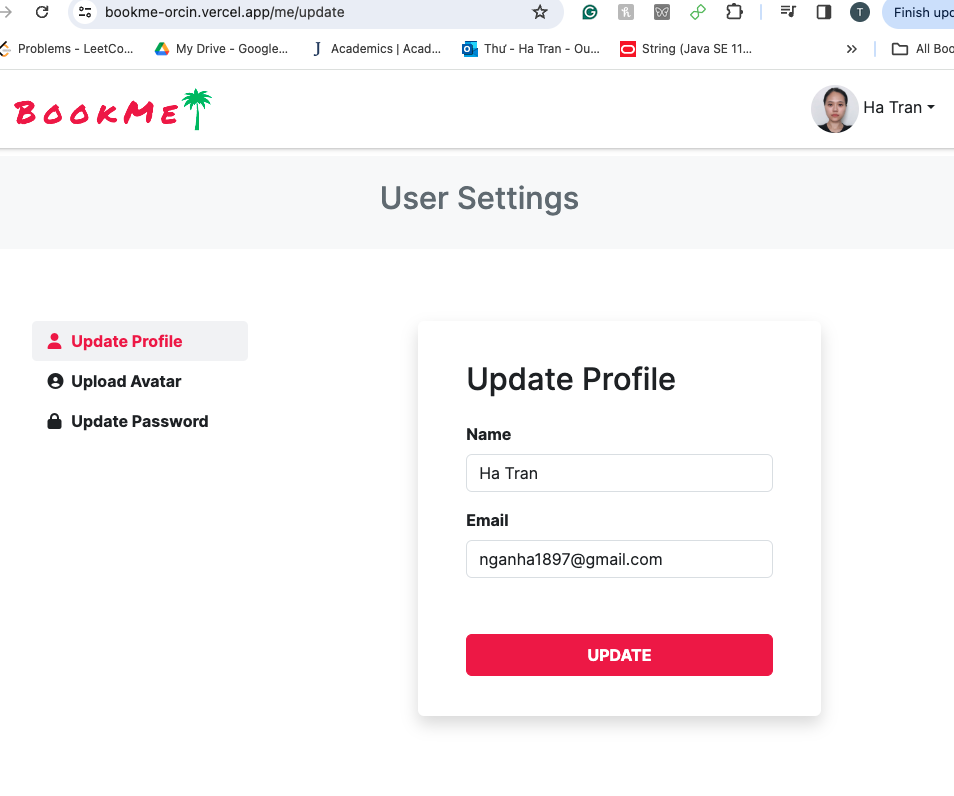 bookme-orcin.vercel.app/me/update
T
Finish upd
Problems - LeetCo...
My Drive - Google...
J Academics | Acad...
Thư - Ha Tran - Ou...
String (Java SE 11...
All Boo
BookMe
Ha Tran
User Settings
Update Profile
Upload Avatar
Update Password
Update Profile
Name
Ha Tran
Email
nganha1897@gmail.com
UPDATE